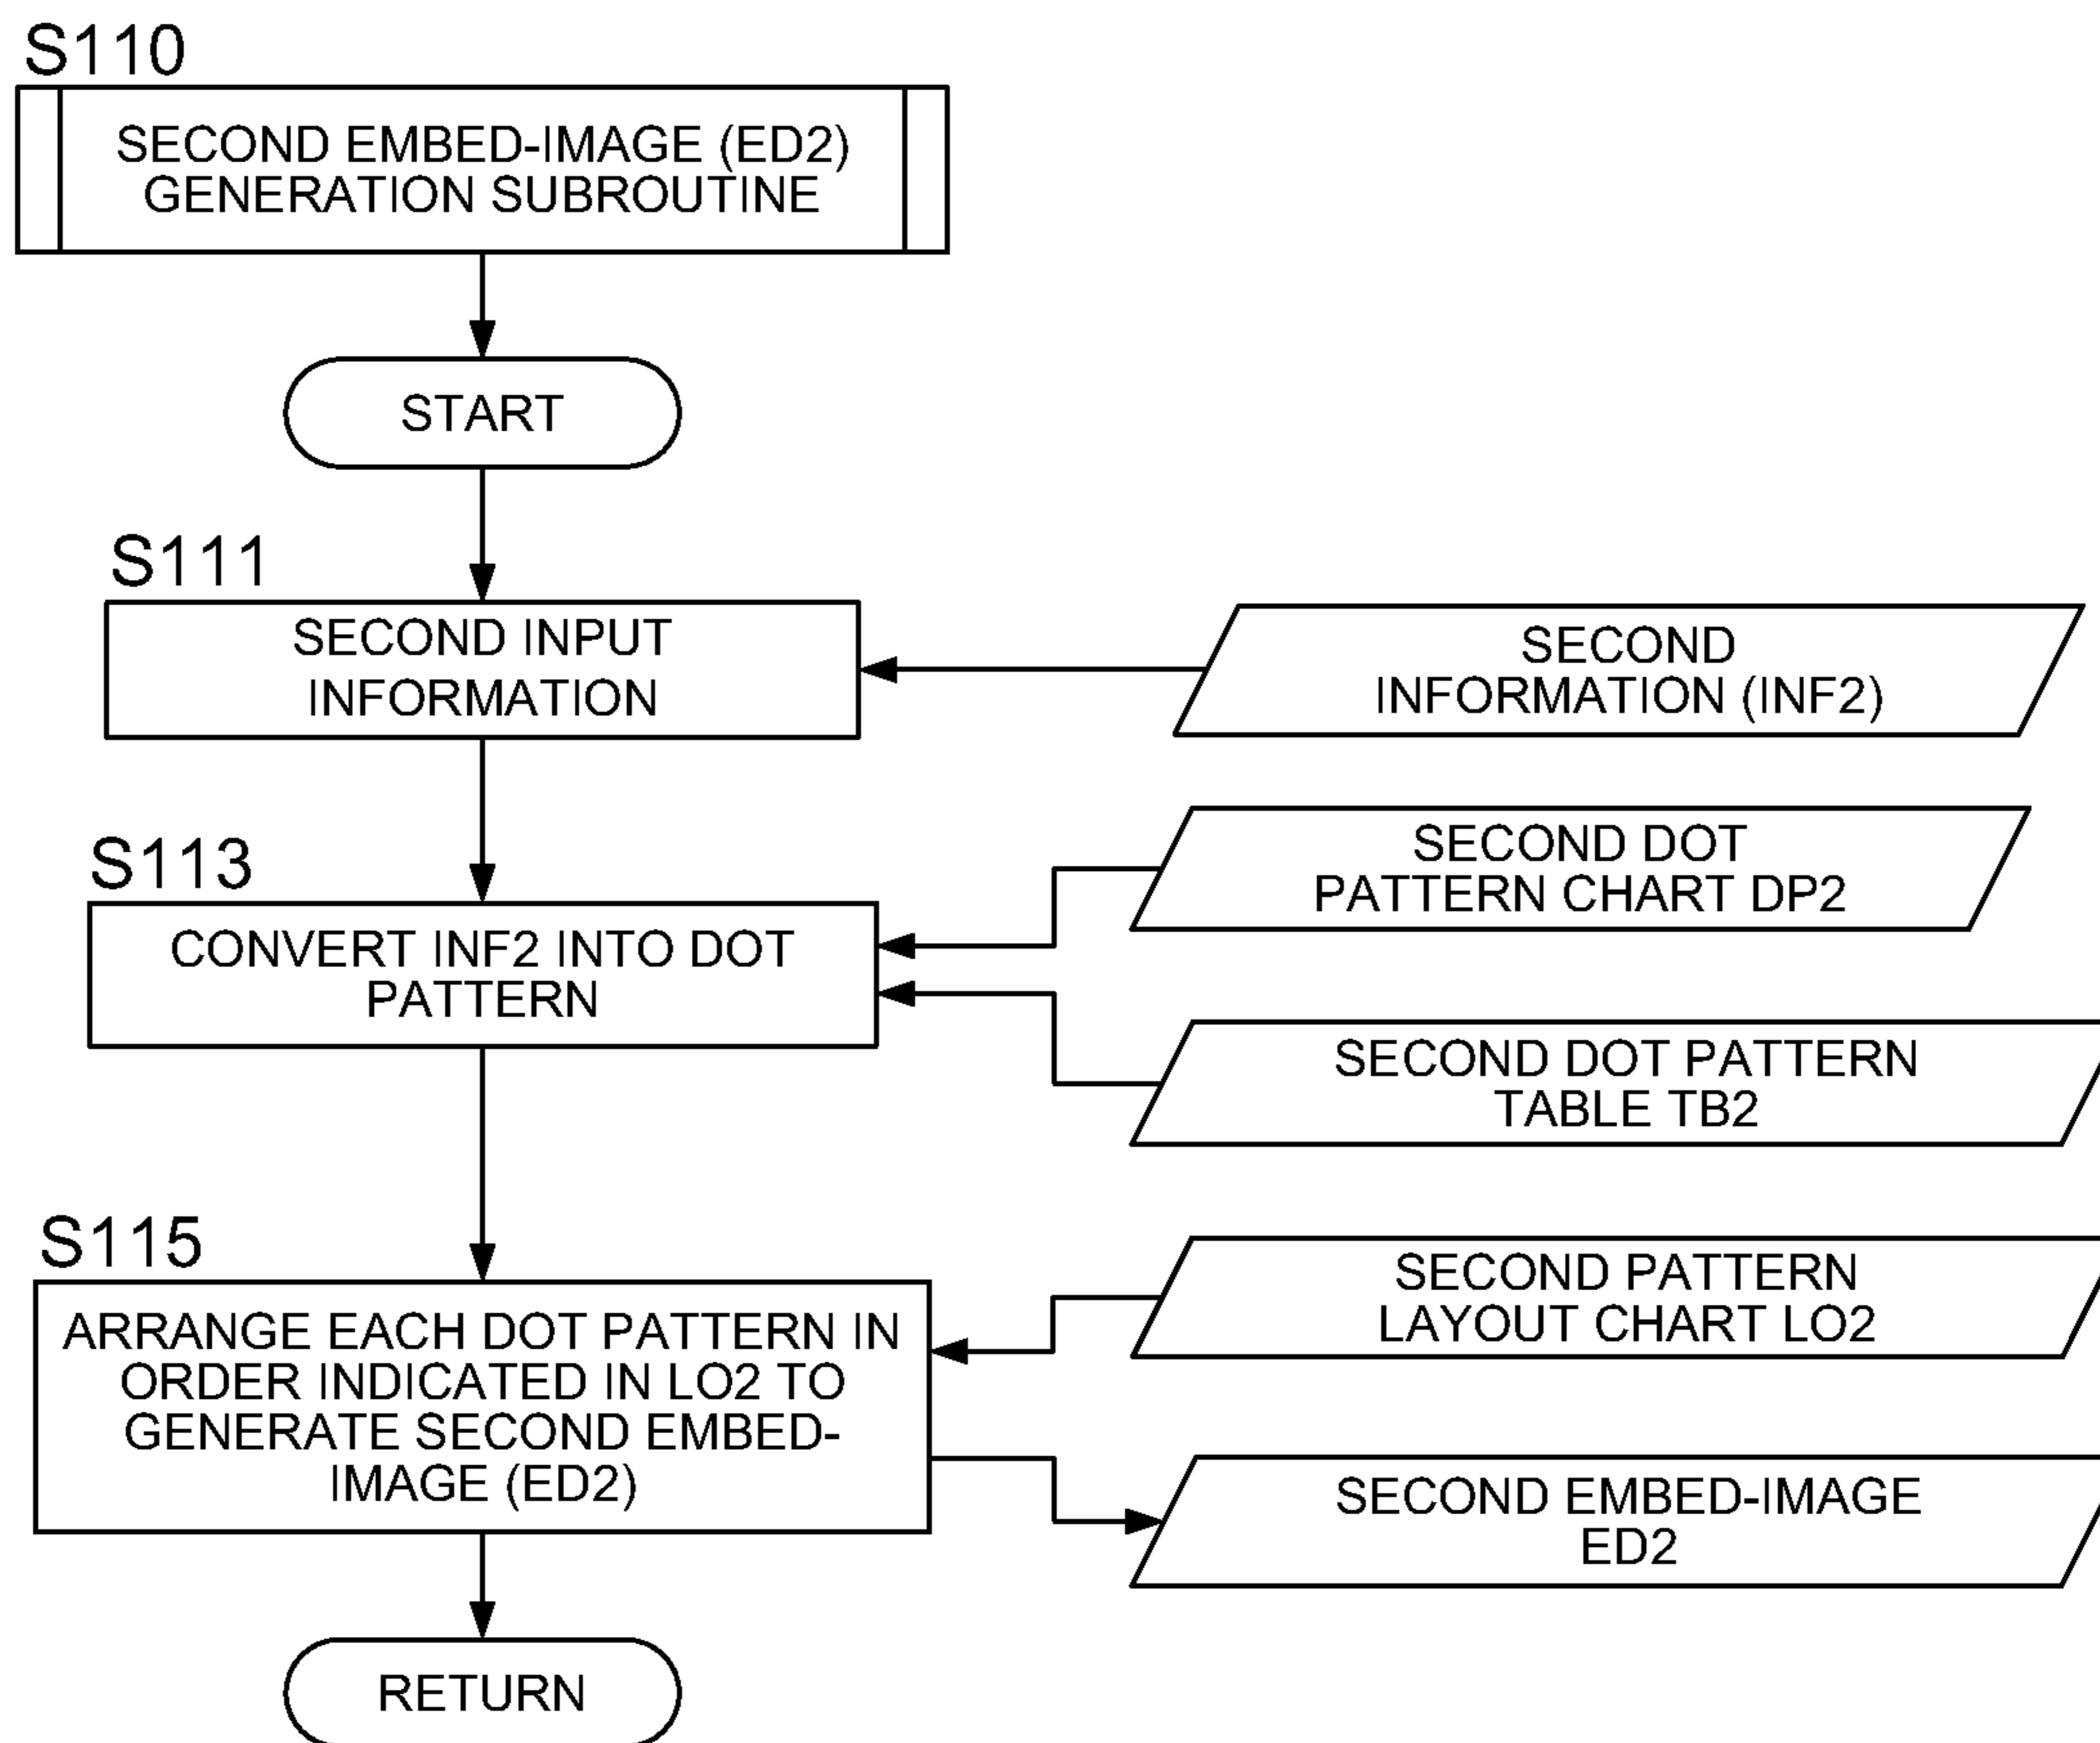 S110
SECOND EMBED-IMAGE (ED2)
GENERATION SUBROUTINE
START
S111
SECOND INPUT
INFORMATION
SECOND
INFORMATION (INF2)
S113
CONVERT INF2 INTO DOT
PATTERN
SECOND DOT
PATTERN CHART DP2
SECOND DOT PATTERN
TABLE TB2
S115
ARRANGE EACH DOT PATTERN IN
ORDER INDICATED IN LO2 TO
GENERATE SECOND EMBED-
IMAGE (ED2)
SECOND PATTERN
LAYOUT CHART LO2
SECOND EMBED-IMAGE
ED2
RETURN